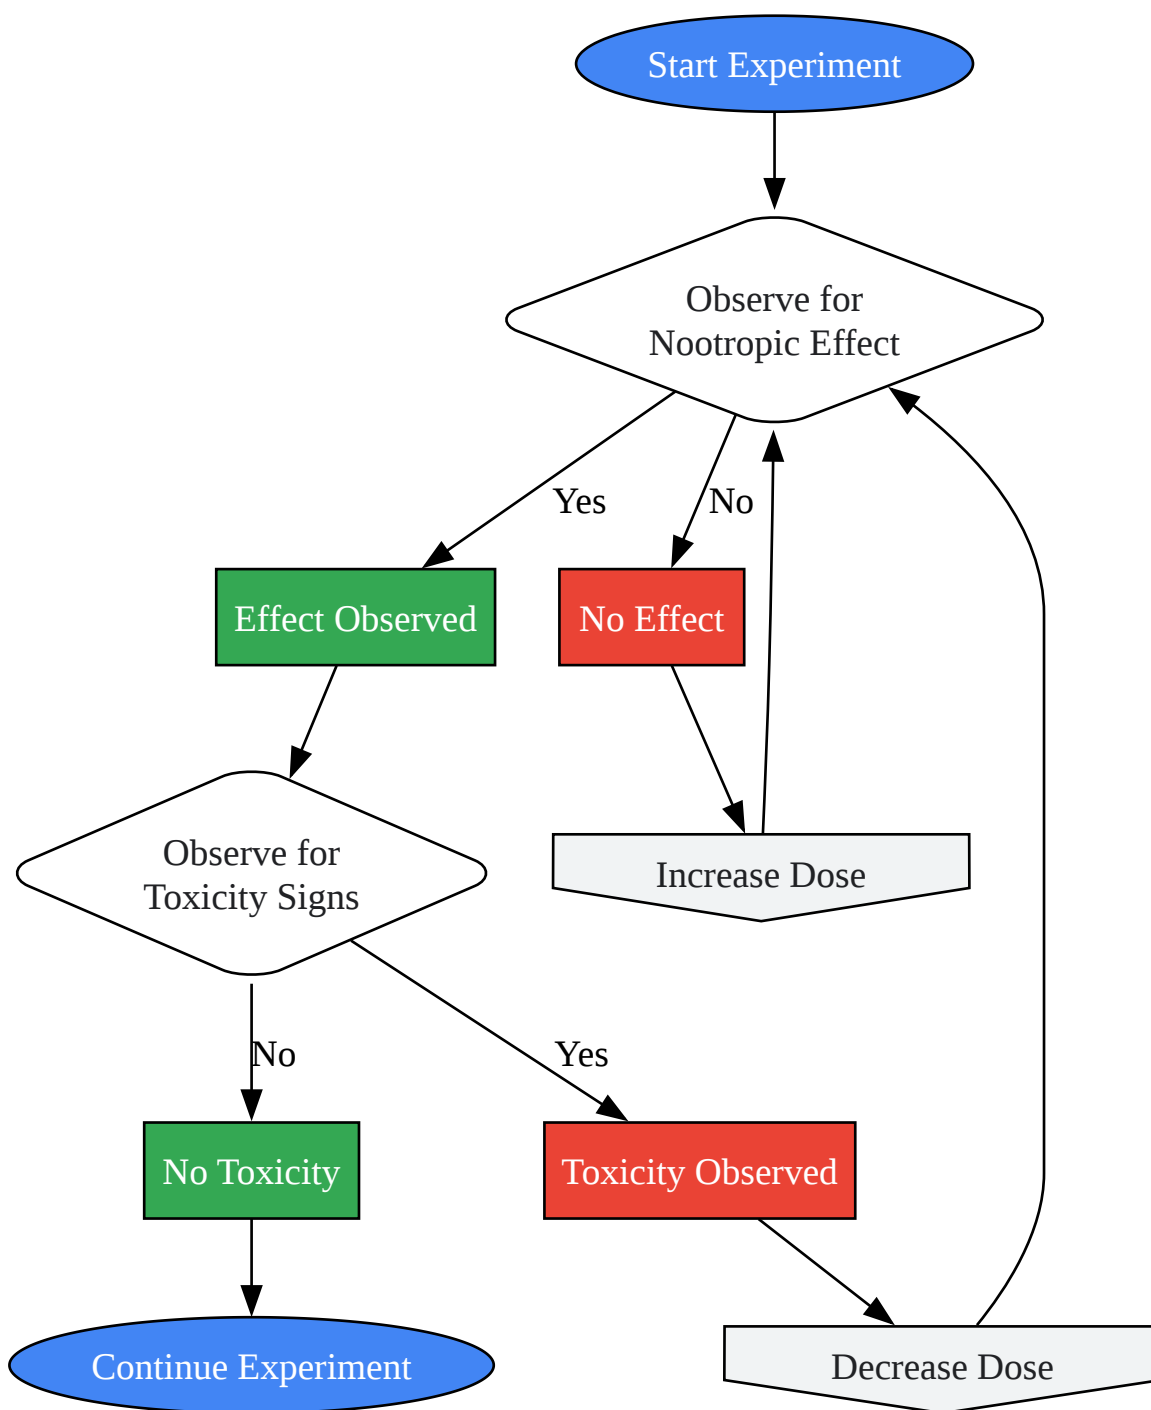 Start Experiment
Observe for
Nootropic Effect
Yes
No
Effect Observed
No Effect
Observe for
Toxicity Signs
Increase Dose
No
Yes
No Toxicity
Toxicity Observed
Continue Experiment
Decrease Dose